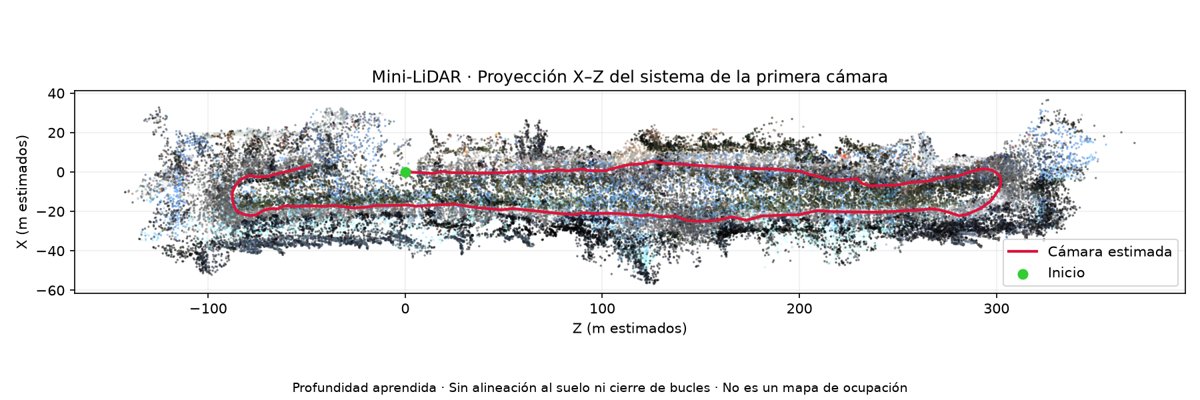 Mini-LiDAR · Proyección X–Z del sistema de la primera cámara
40
20
0
−20
−40
−60
X (m estimados)
−100
0
100
200
300
Z (m estimados)
Cámara estimada
Inicio
Profundidad aprendida · Sin alineación al suelo ni cierre de bucles · No es un mapa de ocupación